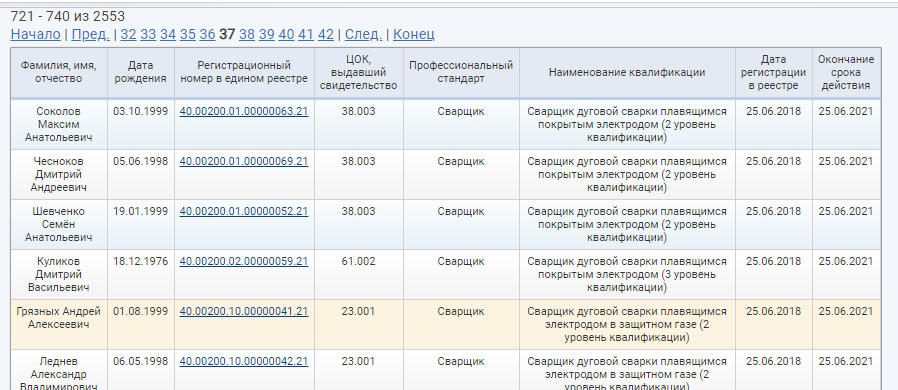 721 - 740 из 2553
Начало | Пред. | 32 33 34 35 36 37 38 39 40 41 42 | След. | Конец
Фамилия, имя, отчество Дата рождения Регистрационный номер в едином реестре ЦОК, выдавший свидетельство Профессиональный стандарт Наименование квалификации Дата регистрации в реестре Окончание срока действия
Соколов Максим Анатольевич 03.10.1999 40.00200.01.00000063.21 38.003 Сварщик Сварщик дуговой сварки плавящимся покрытым электродом (2 уровень квалификации) 25.06.2018 25.06.2021
Чесноков Дмитрий Андреевич 05.06.1998 40.00200.01.00000069.21 38.003 Сварщик Сварщик дуговой сварки плавящимся покрытым электродом (2 уровень квалификации) 25.06.2018 25.06.2021
Шевченко Семён Анатольевич 19.01.1999 40.00200.01.00000052.21 38.003 Сварщик Сварщик дуговой сварки плавящимся покрытым электродом (2 уровень квалификации) 25.06.2018 25.06.2021
Куликов Дмитрий Васильевич 18.12.1976 40.00200.02.00000059.21 61.002 Сварщик Сварщик дуговой сварки плавящимся покрытым электродом (3 уровень квалификации) 25.06.2018 25.06.2021
Грязных Андрей Алексеевич 01.08.1999 40.00200.10.00000041.21 23.001 Сварщик Сварщик дуговой сварки плавящимся электродом в защитном газе (2 уровень квалификации) 25.06.2018 25.06.2021
Леднев Александр Владимирович 06.05.1998 40.00200.10.00000042.21 23.001 Сварщик Сварщик дуговой сварки плавящимся электродом в защитном газе (2 уровень квалификации) 25.06.2018 25.06.2021